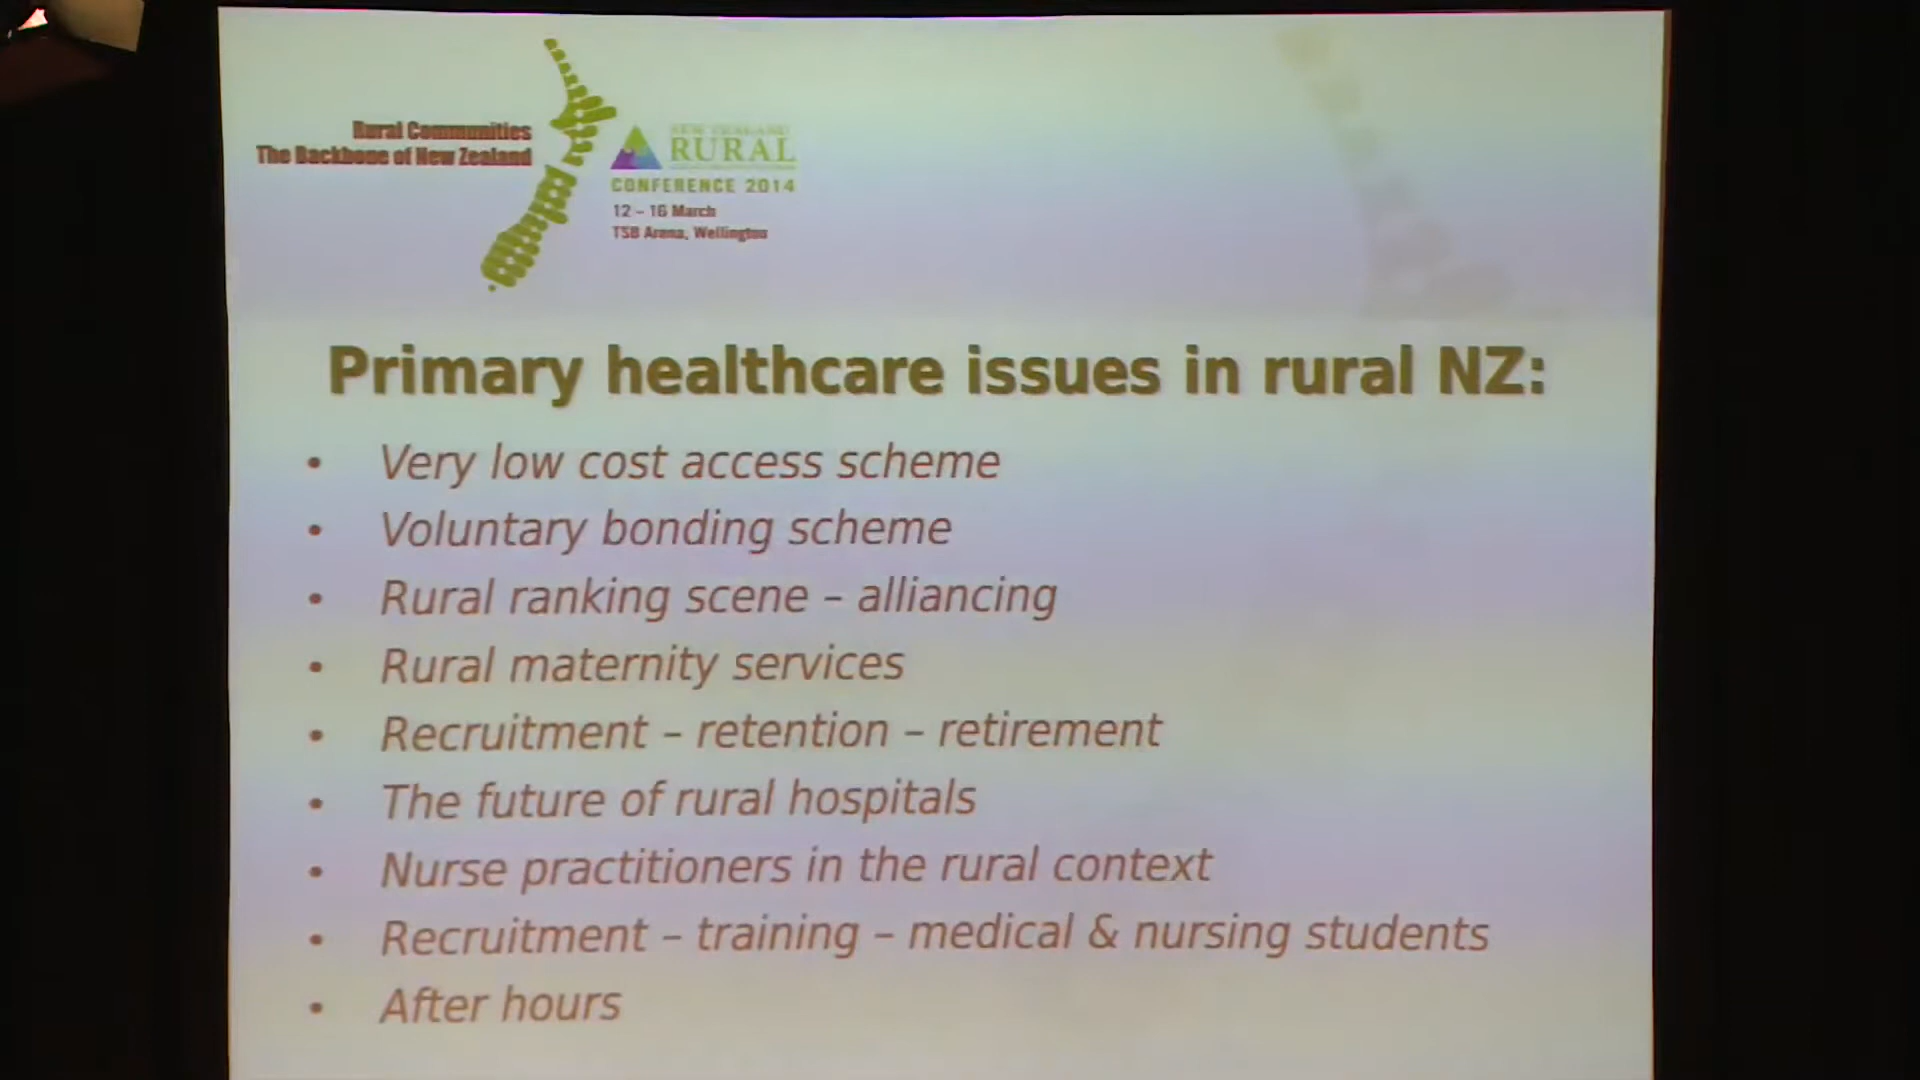 Rural Communities
The Backbone of New Zealand
NEW ZEALAND
RURAL
CONFERENCE 2014
12 – 16 March
TSB Arena, Wellington
Primary healthcare issues in rural NZ:
• Very low cost access scheme
• Voluntary bonding scheme
• Rural ranking scene – alliancing
• Rural maternity services
• Recruitment – retention – retirement
• The future of rural hospitals
• Nurse practitioners in the rural context
• Recruitment – training – medical & nursing students
• After hours